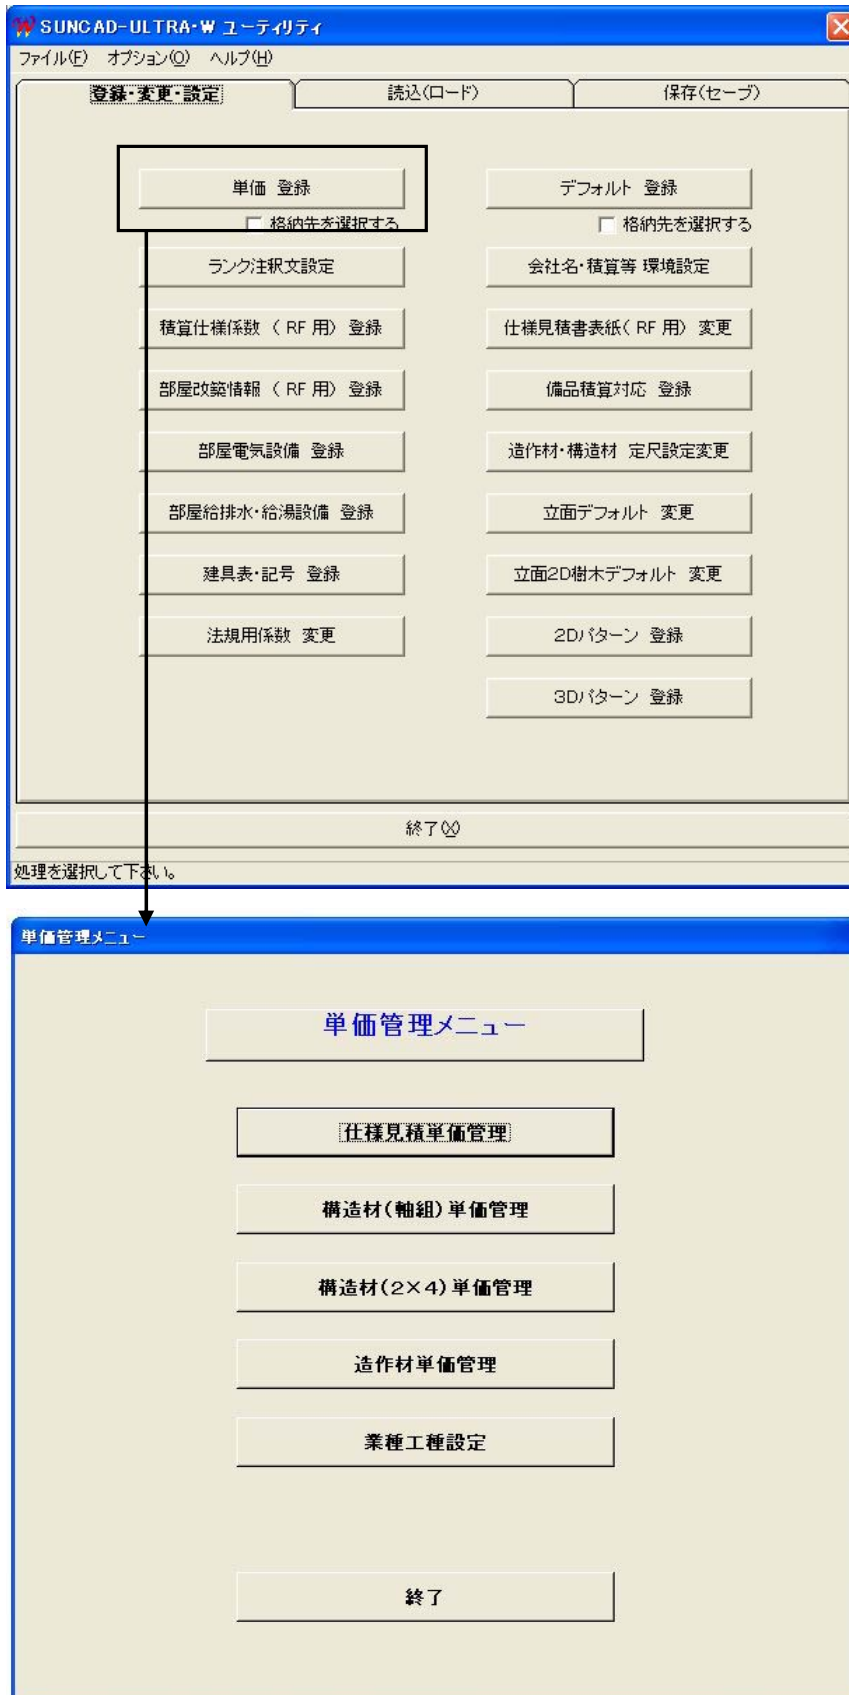 SUNCAD-ULTRA・W ユーティリティ
ファイル(F) オプション(O) ヘルプ(H)
登録・変更・設定 読込(ロード) 保存(セーブ)
単価 登録 デフォルト 登録
格納先を選択する 格納先を選択する
ランク注釈文設定 会社名・積算等 環境設定
積算仕様係数 （ RF 用） 登録 仕様見積書表紙（ RF 用） 変更
部屋改築情報 （ RF 用） 登録 備品積算対応 登録
部屋電気設備 登録 造作材・構造材 定尺設定変更
部屋給排水・給湯設備 登録 立面デフォルト 変更
建具表・記号 登録 立面2D樹木デフォルト 変更
法規用係数 変更 2Dパターン 登録
3Dパターン 登録
終了(X)
処理を選択して下さい。
単価管理メニュー
単価管理メニュー
仕様見積単価管理
構造材(軸組)単価管理
構造材(2×4)単価管理
造作材単価管理
業種工種設定
終了